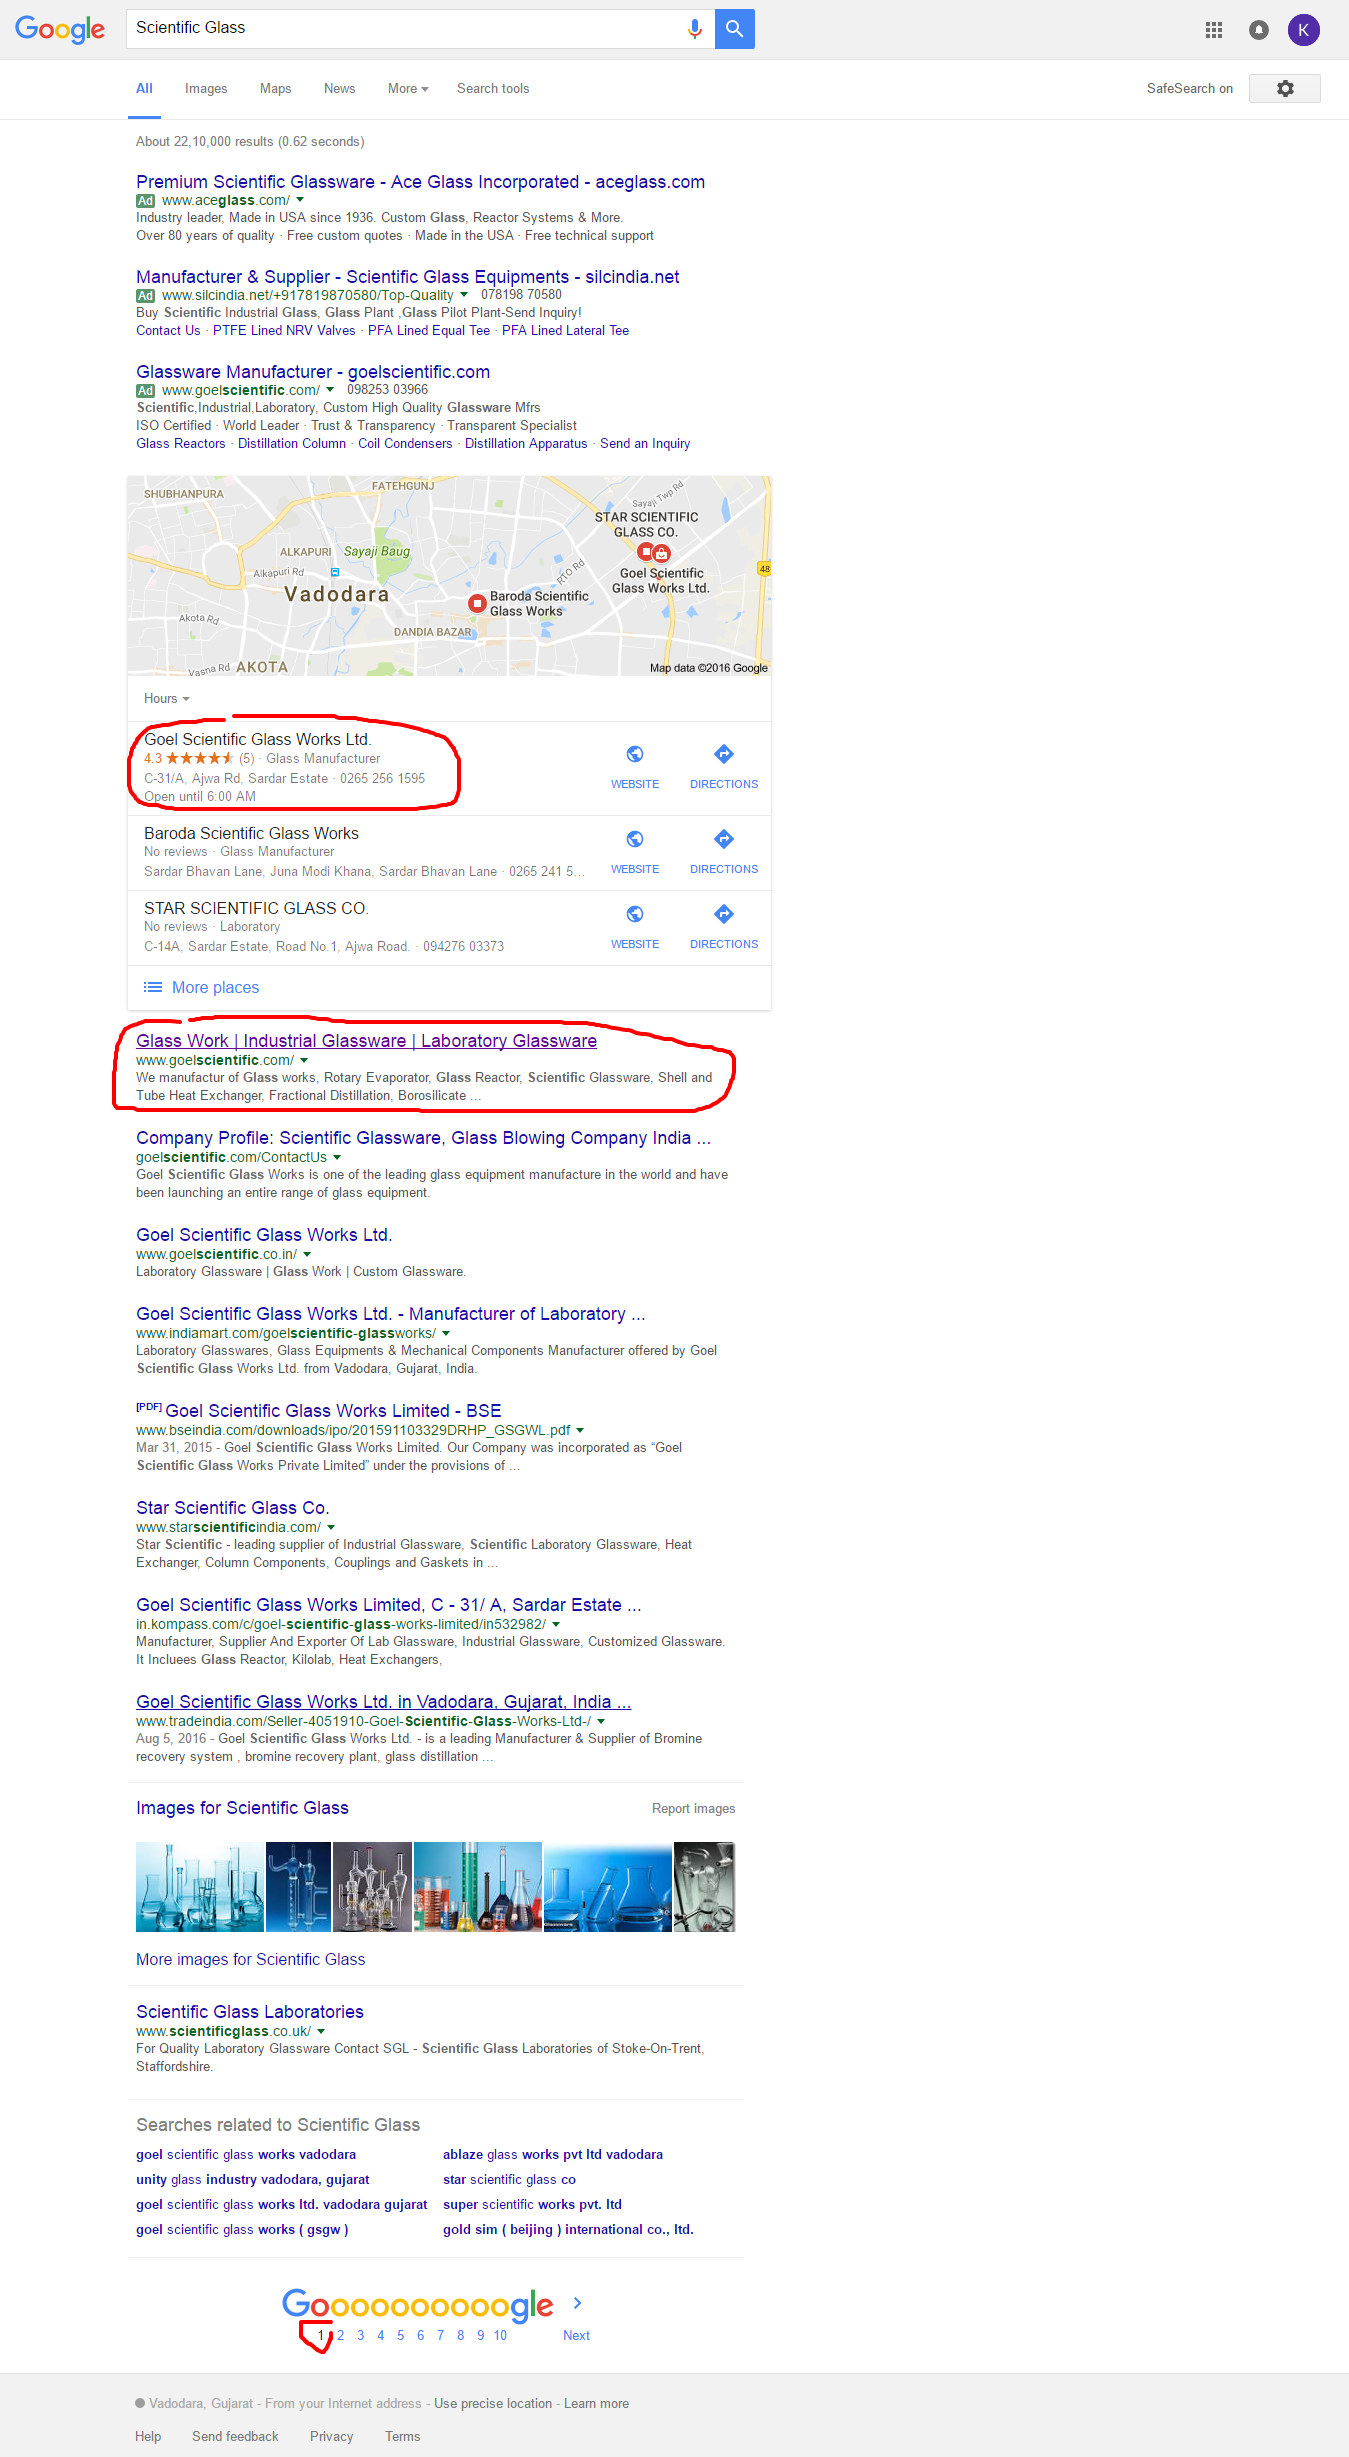 Google
Scientific Glass
K
All Images Maps News More Search tools
SafeSearch on
About 22,10,000 results (0.62 seconds)
Premium Scientific Glassware - Ace Glass Incorporated - aceglass.com
Ad www.aceglass.com/
Industry leader, Made in USA since 1936. Custom Glass, Reactor Systems & More.
Over 80 years of quality · Free custom quotes · Made in the USA · Free technical support
Manufacturer & Supplier - Scientific Glass Equipments - silcindia.net
Ad www.silcindia.net/+917819870580/Top-Quality 078198 70580
Buy Scientific Industrial Glass, Glass Plant ,Glass Pilot Plant-Send Inquiry!
Contact Us · PTFE Lined NRV Valves · PFA Lined Equal Tee · PFA Lined Lateral Tee
Glassware Manufacturer - goelscientific.com
Ad www.goelscientific.com/ 098253 03966
Scientific,Industrial,Laboratory, Custom High Quality Glassware Mfrs
ISO Certified · World Leader · Trust & Transparency · Transparent Specialist
Glass Reactors · Distillation Column · Coil Condensers · Distillation Apparatus · Send an Inquiry
SHUBHANPURA
FATEHGUNJ
Sayaji Twp Rd
STAR SCIENTIFIC
GLASS CO.
ALKAPURI
Sayaji Baug
Alkapuri Rd
RTO Rd
48
Goel Scientific
Glass Works Ltd.
Vadodara
Baroda Scientific
Glass Works
Akota Rd
DANDIA BAZAR
Vasna Rd
AKOTA
Map data ©2016 Google
Hours
Goel Scientific Glass Works Ltd.
4.3 (5) · Glass Manufacturer
C-31/A, Ajwa Rd, Sardar Estate · 0265 256 1595
Open until 6:00 AM
WEBSITE DIRECTIONS
Baroda Scientific Glass Works
No reviews · Glass Manufacturer
Sardar Bhavan Lane, Juna Modi Khana, Sardar Bhavan Lane · 0265 241 5...
WEBSITE DIRECTIONS
STAR SCIENTIFIC GLASS CO.
No reviews · Laboratory
C-14A, Sardar Estate, Road No.1, Ajwa Road. · 094276 03373
WEBSITE DIRECTIONS
More places
Glass Work | Industrial Glassware | Laboratory Glassware
www.goelscientific.com/
We manufactur of Glass works, Rotary Evaporator, Glass Reactor, Scientific Glassware, Shell and
Tube Heat Exchanger, Fractional Distillation, Borosilicate ...
Company Profile: Scientific Glassware, Glass Blowing Company India ...
goelscientific.com/ContactUs
Goel Scientific Glass Works is one of the leading glass equipment manufacture in the world and have
been launching an entire range of glass equipment.
Goel Scientific Glass Works Ltd.
www.goelscientific.co.in/
Laboratory Glassware | Glass Work | Custom Glassware.
Goel Scientific Glass Works Ltd. - Manufacturer of Laboratory ...
www.indiamart.com/goelscientific-glassworks/
Laboratory Glasswares, Glass Equipments & Mechanical Components Manufacturer offered by Goel
Scientific Glass Works Ltd. from Vadodara, Gujarat, India.
[PDF] Goel Scientific Glass Works Limited - BSE
www.bseindia.com/downloads/ipo/201591103329DRHP_GSGWL.pdf
Mar 31, 2015 - Goel Scientific Glass Works Limited. Our Company was incorporated as “Goel
Scientific Glass Works Private Limited” under the provisions of ...
Star Scientific Glass Co.
www.starscientificindia.com/
Star Scientific - leading supplier of Industrial Glassware, Scientific Laboratory Glassware, Heat
Exchanger, Column Components, Couplings and Gaskets in ...
Goel Scientific Glass Works Limited, C - 31/ A, Sardar Estate ...
in.kompass.com/c/goel-scientific-glass-works-limited/in532982/
Manufacturer, Supplier And Exporter Of Lab Glassware, Industrial Glassware, Customized Glassware.
It Incluees Glass Reactor, Kilolab, Heat Exchangers,
Goel Scientific Glass Works Ltd. in Vadodara, Gujarat, India ...
www.tradeindia.com/Seller-4051910-Goel-Scientific-Glass-Works-Ltd-/
Aug 5, 2016 - Goel Scientific Glass Works Ltd. - is a leading Manufacturer & Supplier of Bromine
recovery system , bromine recovery plant, glass distillation ...
Images for Scientific Glass
Report images
Glassware
More images for Scientific Glass
Scientific Glass Laboratories
www.scientificglass.co.uk/
For Quality Laboratory Glassware Contact SGL - Scientific Glass Laboratories of Stoke-On-Trent,
Staffordshire.
Searches related to Scientific Glass
goel scientific glass works vadodara ablaze glass works pvt ltd vadodara
unity glass industry vadodara, gujarat star scientific glass co
goel scientific glass works ltd. vadodara gujarat super scientific works pvt. ltd
goel scientific glass works ( gsgw ) gold sim ( beijing ) international co., ltd.
Goooooooooogle
1 2 3 4 5 6 7 8 9 10 Next
Vadodara, Gujarat - From your Internet address - Use precise location - Learn more
Help Send feedback Privacy Terms